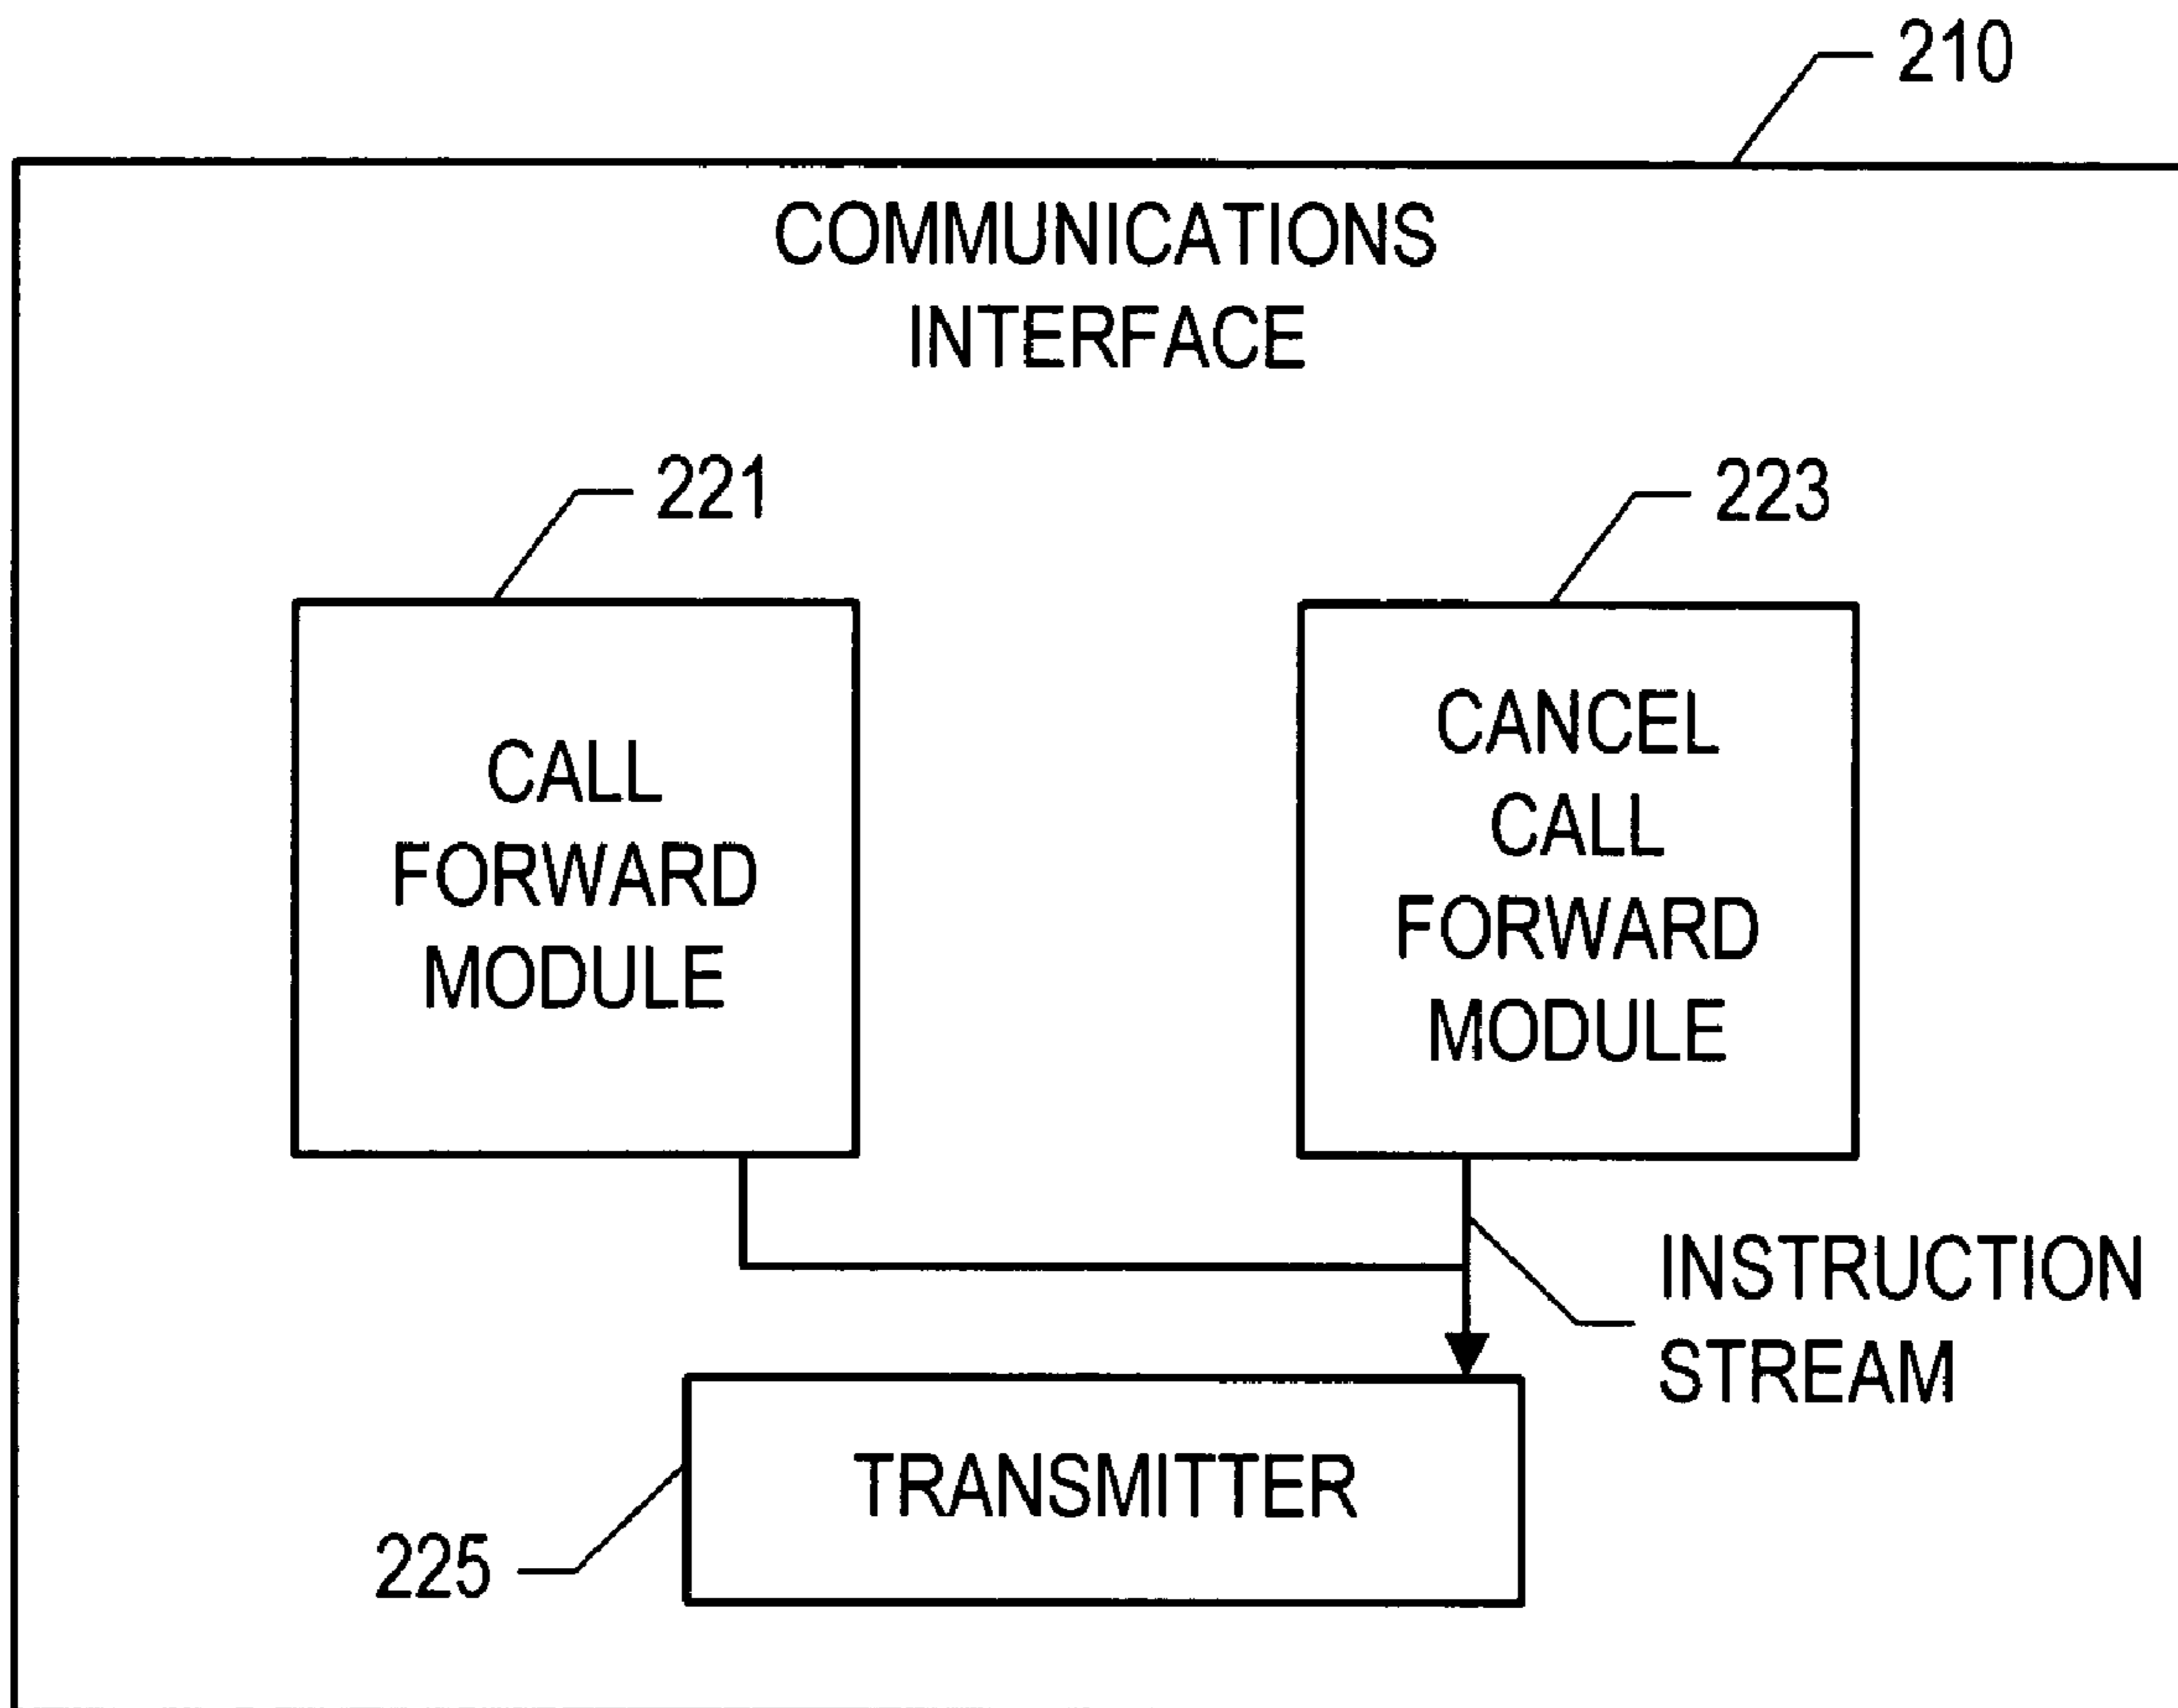 210
COMMUNICATIONS
INTERFACE
221
223
CALL
FORWARD
MODULE
CANCEL
CALL
FORWARD
MODULE
INSTRUCTION
STREAM
TRANSMITTER
225